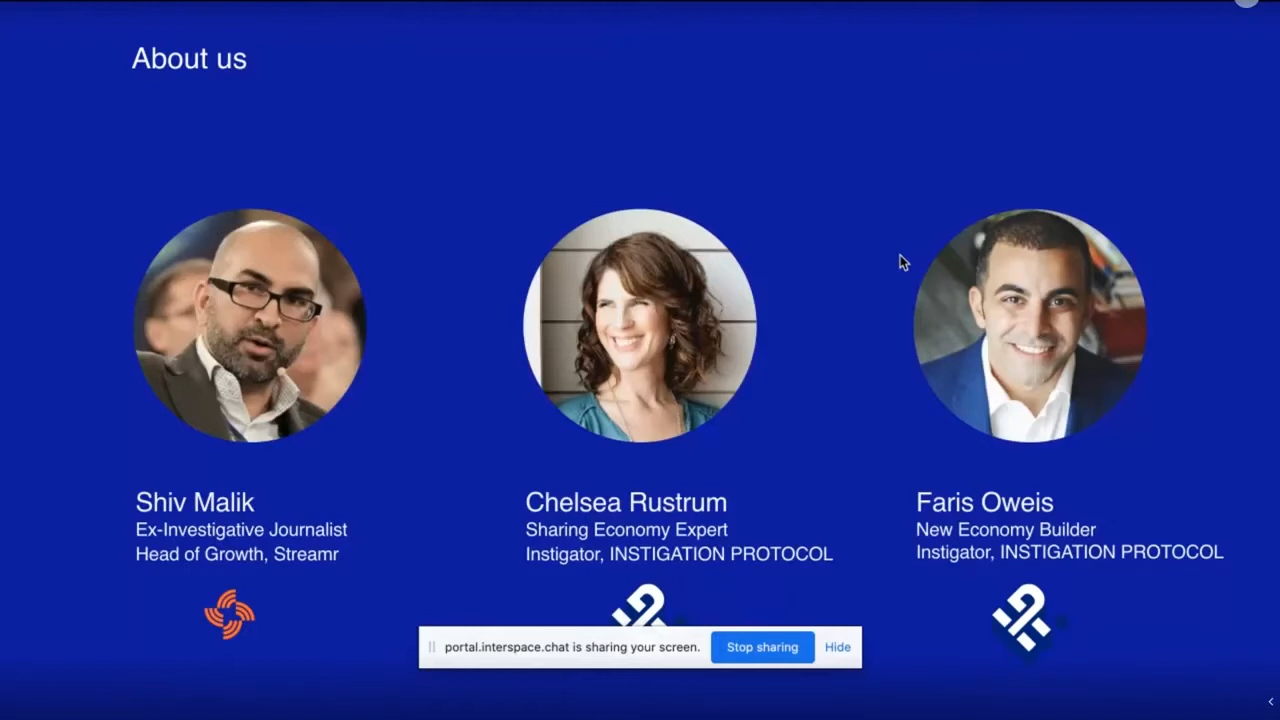 About us
Shiv Malik
Ex-Investigative Journalist
Head of Growth, Streamr
Chelsea Rustrum
Sharing Economy Expert
Instigator, INSTIGATION PROTOCOL
Faris Oweis
New Economy Builder
Instigator, INSTIGATION PROTOCOL
portal.interspace.chat is sharing your screen.
Stop sharing
Hide